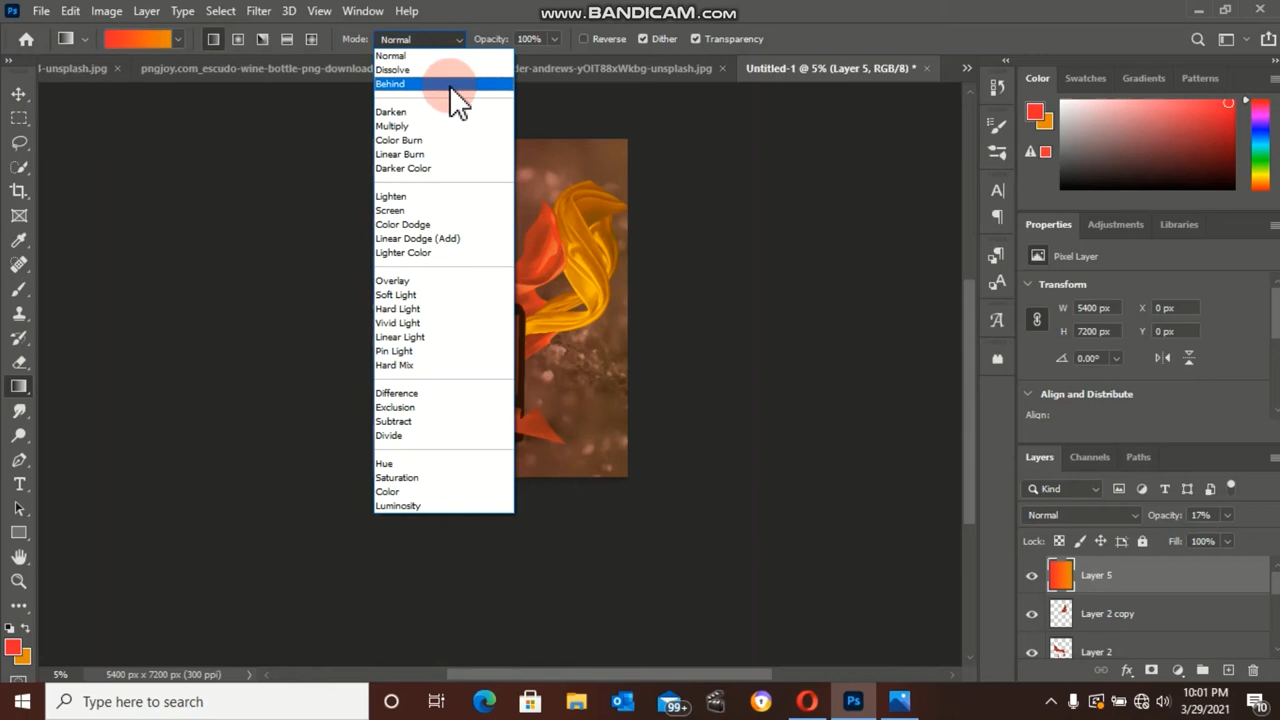 www.BANDICAM.com
Ps File Edit Image Layer Type Select Filter 3D View Window Help
Mode: Normal Opacity: 100% Reverse Dither Transparency
l-unsplash.jpg × pngjoy.com_escudo-wine-bottle-png-download der-andrews-yOIT88xWkbg-unsplash.jpg × Untitled-1 @ 5% (Layer 5, RGB/8) * ×
Normal
Dissolve
Behind
Darken
Multiply
Color Burn
Linear Burn
Darker Color
Lighten
Screen
Color Dodge
Linear Dodge (Add)
Lighter Color
Overlay
Soft Light
Hard Light
Vivid Light
Linear Light
Pin Light
Hard Mix
Difference
Exclusion
Subtract
Divide
Hue
Saturation
Color
Luminosity
Color Swatches Gradients Patterns
Properties Adjustments Libraries
Pixel Layer
Transform
W 5400 px X 0 px
H 7200 px Y 0 px
0.00°
Align and Distribute
Align:
Layers Channels Paths
Kind
Normal Opacity: 17%
Lock: Fill: 100%
Layer 5
Layer 2 copy
Layer 2
5% 5400 px x 7200 px (300 ppi)
Type here to search
99+
Ps
10:01 PM
3/29/2021
10